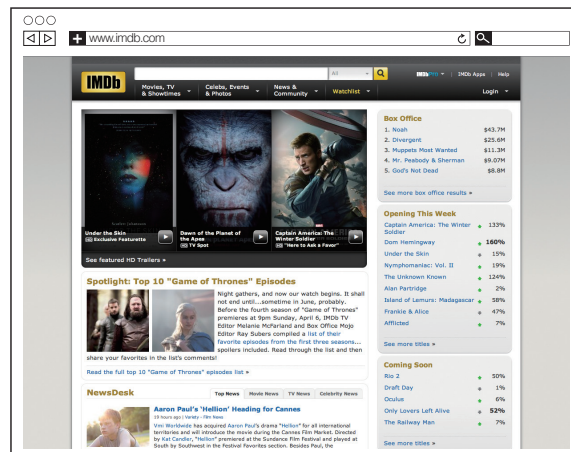 www.imdb.com
IMDb
All
IMDbPro
IMDb Apps
Help
Movies, TV
& Showtimes
Celebs, Events
& Photos
News &
Community
Watchlist
Login
Under the Skin
HD Exclusive Featurette
Dawn of the Planet of
the Apes
HD TV Spot
Captain America: The
Winter Soldier
HD "Here to Ask a Favor"
See featured HD Trailers »
Spotlight: Top 10 "Game of Thrones" Episodes
Night gathers, and now our watch begins. It shall
not end until...sometime in June, probably.
Before the fourth season of "Game of Thrones"
premieres at 9pm Sunday, April 6, IMDb TV
Editor Melanie McFarland and Box Office Mojo
Editor Ray Subers compiled a list of their
favorite episodes from the first three seasons...
spoilers included. Read through the list and then
share your favorites in the list's comments!
Read the full top 10 "Game of Thrones" episodes list »
NewsDesk
Top News
Movie News
TV News
Celebrity News
Aaron Paul's 'Hellion' Heading for Cannes
19 hours ago | Variety - Film News
Vmi Worldwide has acquired Aaron Paul's drama "Hellion" for all international
territories and will introduce the movie during the Cannes Film Market. Directed
by Kat Candler, "Hellion" premiered at the Sundance Film Festival and played at
South by Southwest in the Festival Favorites section. Besides Paul, the
Box Office
1. Noah $43.7M
2. Divergent $25.6M
3. Muppets Most Wanted $11.3M
4. Mr. Peabody & Sherman $9.07M
5. God's Not Dead $8.8M
See more box office results »
Opening This Week
Captain America: The Winter 133%
Soldier
Dom Hemingway 160%
Under the Skin 15%
Nymphomaniac: Vol. II 19%
The Unknown Known 124%
Alan Partridge 2%
Island of Lemurs: Madagascar 58%
Frankie & Alice 47%
Afflicted 7%
See more titles »
Coming Soon
Rio 2 50%
Draft Day 1%
Oculus 6%
Only Lovers Left Alive 52%
The Railway Man 7%
See more titles »